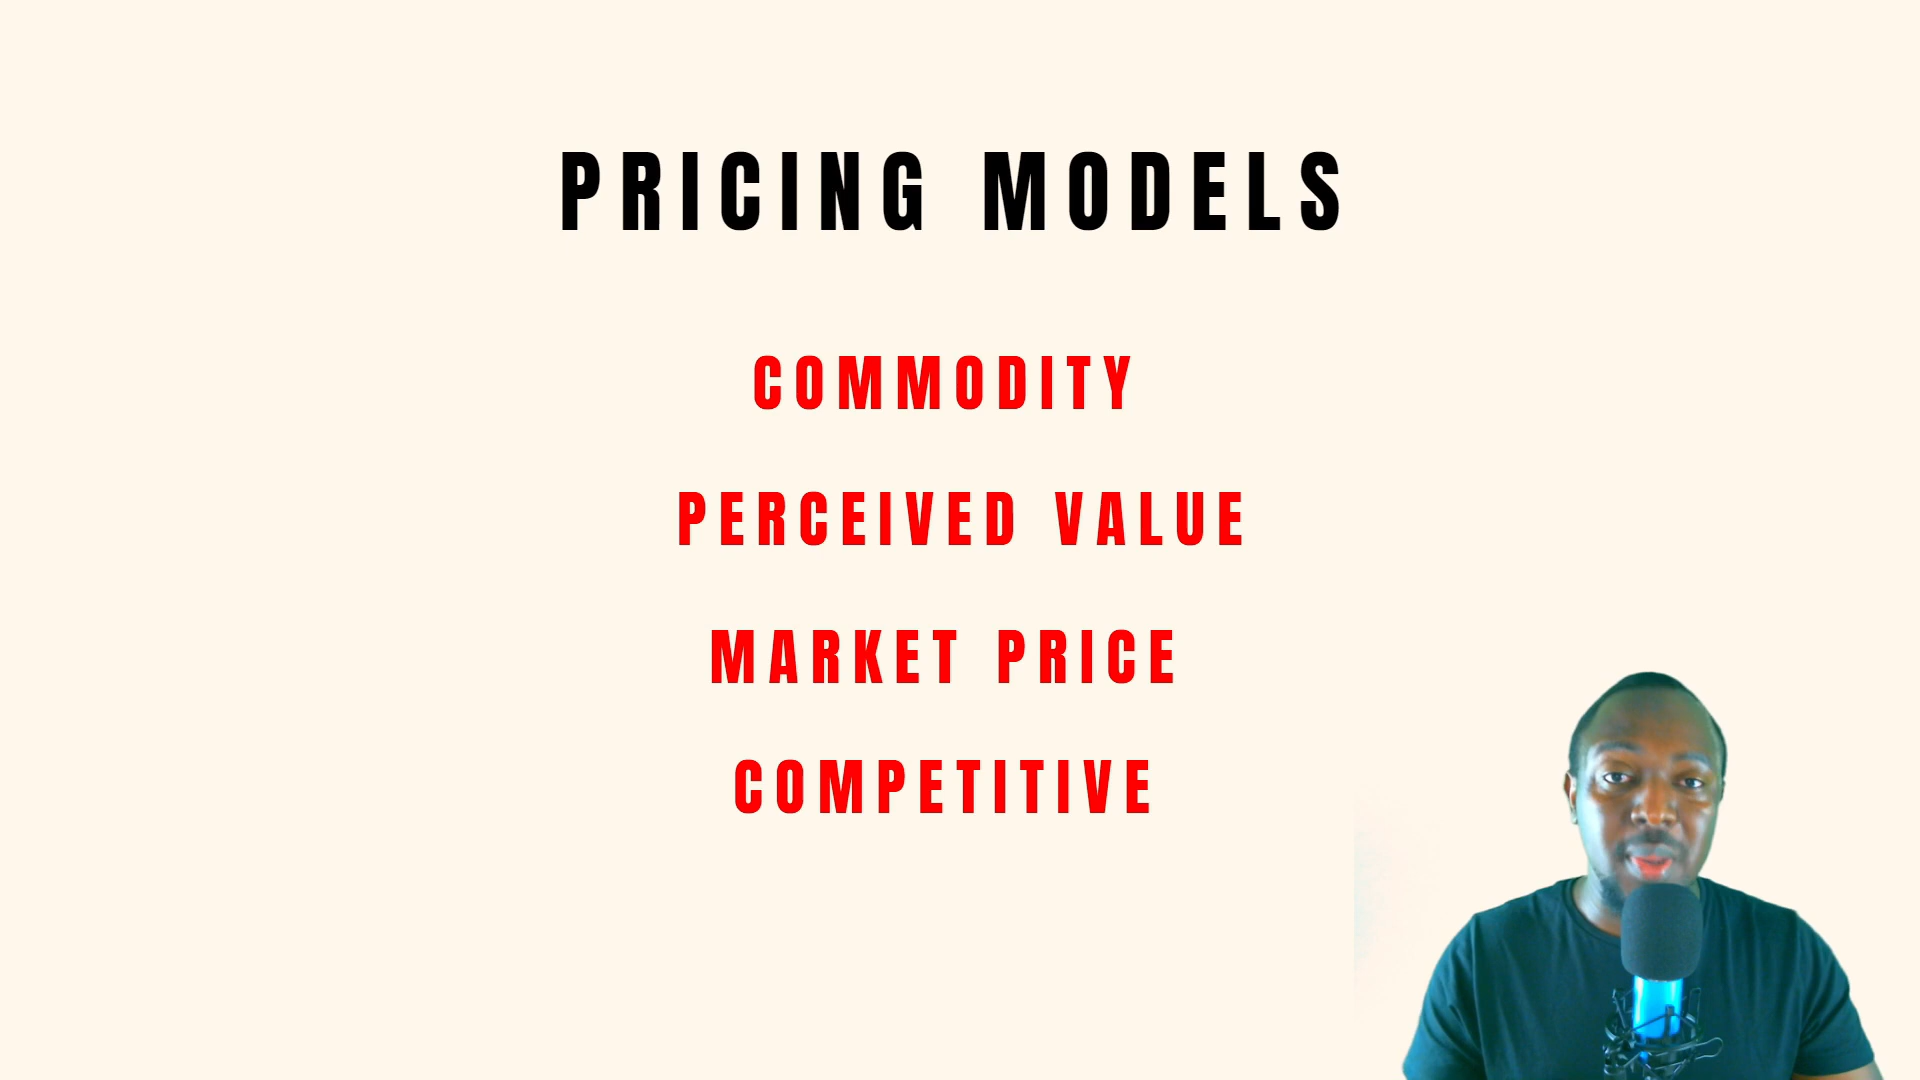 PRICING MODELS
COMMODITY
PERCEIVED VALUE
MARKET PRICE
COMPETITIVE